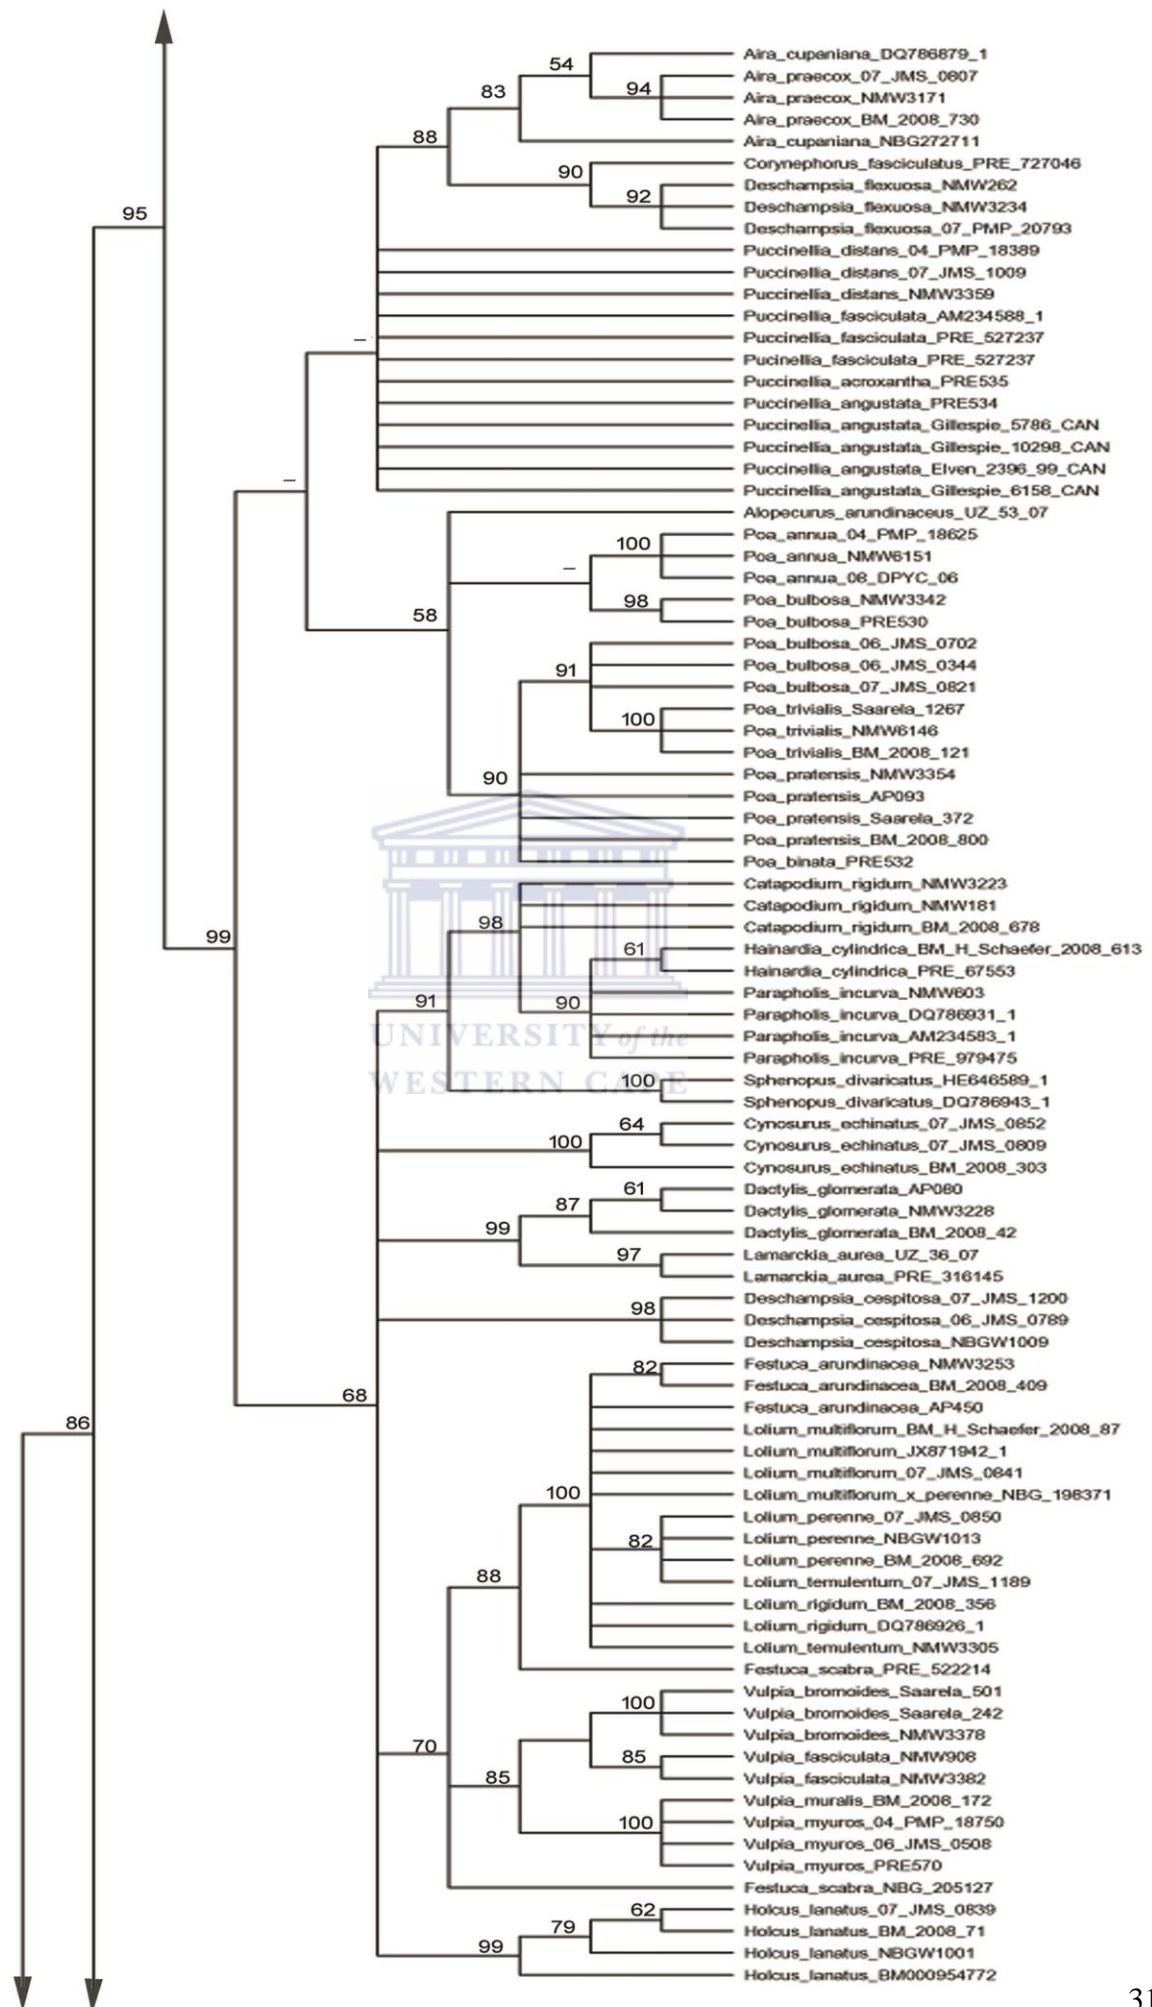 Aira_cupaniana_DQ786879_1
54
Aira_praecox_07_JMS_0807
94
Aira_praecox_NMW3171
83
Aira_praecox_BM_2008_730
88
Aira_cupaniana_NBG272711
Corynephorus_fasciculatus_PRE_727046
90
Deschampsia_flexuosa_NMW262
92
Deschampsia_flexuosa_NMW3234
95
Deschampsia_flexuosa_07_PMP_20793
Puccinellia_distans_04_PMP_18389
Puccinellia_distans_07_JMS_1009
Puccinellia_distans_NMW3359
Puccinellia_fasciculata_AM234588_1
–
Puccinellia_fasciculata_PRE_527237
Pucinellia_fasciculata_PRE_527237
Puccinellia_acroxantha_PRE535
Puccinellia_angustata_PRE534
Puccinellia_angustata_Gillespie_5786_CAN
Puccinellia_angustata_Gillespie_10298_CAN
Puccinellia_angustata_Elven_2396_99_CAN
–
Puccinellia_angustata_Gillespie_6158_CAN
Alopecurus_arundinaceus_UZ_53_07
Poa_annua_04_PMP_18625
100
Poa_annua_NMW6151
–
Poa_annua_08_DPYC_06
98
Poa_bulbosa_NMW3342
58
Poa_bulbosa_PRE530
Poa_bulbosa_06_JMS_0702
91
Poa_bulbosa_06_JMS_0344
Poa_bulbosa_07_JMS_0821
Poa_trivialis_Saarela_1267
100
Poa_trivialis_NMW6146
Poa_trivialis_BM_2008_121
90
Poa_pratensis_NMW3354
Poa_pratensis_AP093
Poa_pratensis_Saarela_372
Poa_pratensis_BM_2008_800
Poa_binata_PRE532
Catapodium_rigidum_NMW3223
Catapodium_rigidum_NMW181
98
Catapodium_rigidum_BM_2008_678
99
61
Hainardia_cylindrica_BM_H_Schaefer_2008_613
Hainardia_cylindrica_PRE_67553
Parapholis_incurva_NMW603
91
90
Parapholis_incurva_DQ786931_1
Parapholis_incurva_AM234583_1
UNIVERSITY of the
Parapholis_incurva_PRE_979475
WESTERN CAPE
100
Sphenopus_divaricatus_HE646589_1
Sphenopus_divaricatus_DQ786943_1
64
Cynosurus_echinatus_07_JMS_0852
100
Cynosurus_echinatus_07_JMS_0809
Cynosurus_echinatus_BM_2008_303
61
Dactylis_glomerata_AP080
87
Dactylis_glomerata_NMW3228
99
Dactylis_glomerata_BM_2008_42
97
Lamarckia_aurea_UZ_36_07
Lamarckia_aurea_PRE_316145
Deschampsia_cespitosa_07_JMS_1200
98
Deschampsia_cespitosa_06_JMS_0789
Deschampsia_cespitosa_NBGW1009
82
Festuca_arundinacea_NMW3253
68
Festuca_arundinacea_BM_2008_409
Festuca_arundinacea_AP450
86
Lolium_multiflorum_BM_H_Schaefer_2008_87
Lolium_multiflorum_JX871942_1
Lolium_multiflorum_07_JMS_0841
100
Lolium_multiflorum_x_perenne_NBG_198371
Lolium_perenne_07_JMS_0850
82
Lolium_perenne_NBGW1013
Lolium_perenne_BM_2008_692
88
Lolium_temulentum_07_JMS_1189
Lolium_rigidum_BM_2008_356
Lolium_rigidum_DQ786926_1
Lolium_temulentum_NMW3305
Festuca_scabra_PRE_522214
Vulpia_bromoides_Saarela_501
100
Vulpia_bromoides_Saarela_242
70
Vulpia_bromoides_NMW3378
85
Vulpia_fasciculata_NMW908
85
Vulpia_fasciculata_NMW3382
Vulpia_muralis_BM_2008_172
100
Vulpia_myuros_04_PMP_18750
Vulpia_myuros_06_JMS_0508
Vulpia_myuros_PRE570
Festuca_scabra_NBG_205127
62
Holcus_lanatus_07_JMS_0839
79
Holcus_lanatus_BM_2008_71
99
Holcus_lanatus_NBGW1001
Holcus_lanatus_BM000954772
31